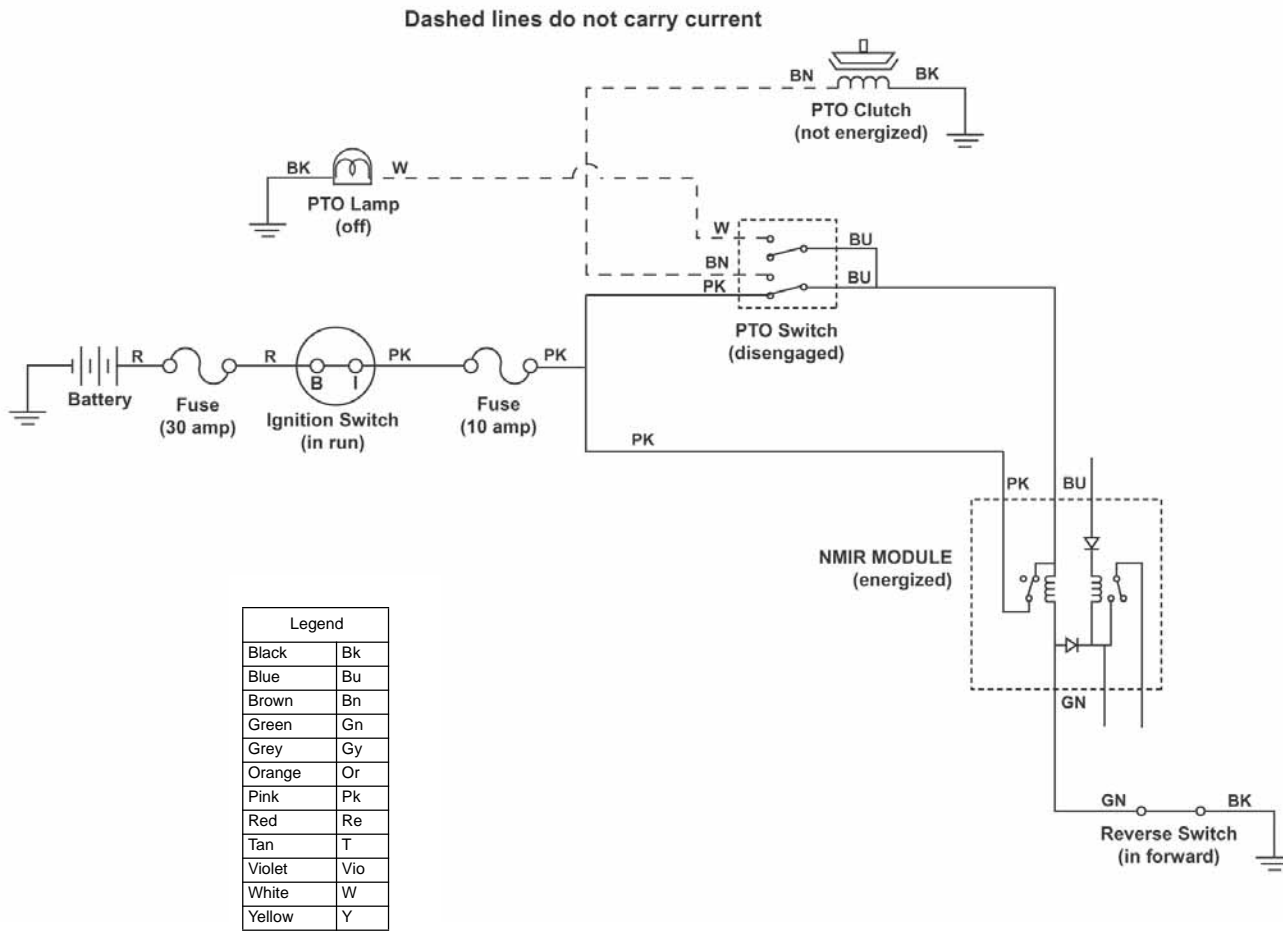 Dashed lines do not carry current
BN
BK
PTO Clutch
(not energized)
BK
W
PTO Lamp
(off)
W
BU
BN
BU
PK
PTO Switch
(disengaged)
R
R
PK
PK
B
I
Battery
Fuse
(30 amp)
Ignition Switch
(in run)
Fuse
(10 amp)
PK
PK
BU
NMIR MODULE
(energized)
GN
GN
BK
Reverse Switch
(in forward)
Legend
Black Bk
Blue Bu
Brown Bn
Green Gn
Grey Gy
Orange Or
Pink Pk
Red Re
Tan T
Violet Vio
White W
Yellow Y